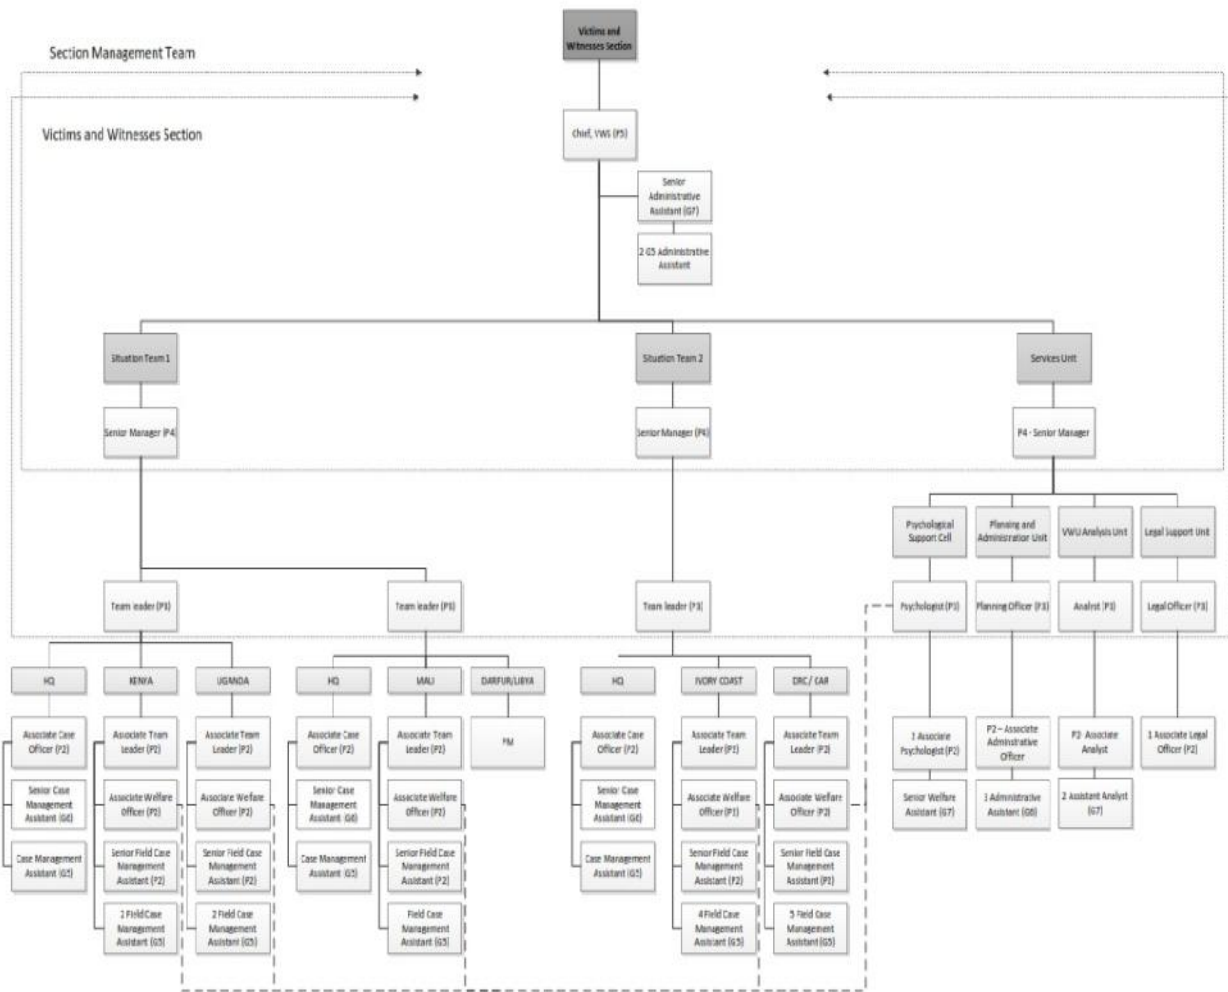 Victims and
Witnesses Section
Section Management Team
Victims and Witnesses Section
Chief, VWS (P5)
Senior
Administrative
Assistant (G7)
2 G5 Administrative
Assistant
Situation Team 1
Situation Team 2
Services Unit
Senior Manager (P4)
Senior Manager (P4)
P4 - Senior Manager
Psychological
Support Cell
Planning and
Administration Unit
VWU Analysis Unit
Legal Support Unit
Team leader (P3)
Team leader (P3)
Team leader (P3)
Psychologist (P3)
Planning Officer (P3)
Analyst (P3)
Legal Officer (P3)
HQ
KENYA
UGANDA
HQ
MALI
DARFUR/LIBYA
HQ
IVORY COAST
DRC / CAR
Associate Case
Officer (P2)
Associate Team
Leader (P2)
Associate Team
Leader (P2)
Associate Case
Officer (P2)
Associate Team
Leader (P2)
Associate Case
Officer (P2)
Associate Team
Leader
Associate Team
Leader (P2)
Associate
Psychologist (P2)
P2 – Associate
Adminstrative
Officer
P2- Associate
Analyst
1 Associate Legal
Officer (P2)
Senior Case
Management
Assistant (G6)
Associate Welfare
Officer (P2)
Associate Welfare
Officer (P2)
Senior Case
Management
Assistant (G6)
Associate Welfare
Officer (P2)
Senior Case
Management
Assistant (G6)
Associate Welfare
Officer
Associate Welfare
Officer (P2)
Senior Welfare
Assistant (G7)
Administrative
Assistant (G6)
2 Assistant Analyst
(G7)
Case Management
Assistant (G5)
Senior Field Case
Management
Assistant (P2)
Senior Field Case
Management
Assistant (P2)
Case Management
Assistant (G5)
Senior Field Case
Management
Assistant (P2)
Case Management
Assistant (G5)
Senior Field Case
Management
Assistant (P2)
Senior Field Case
Management
Assistant
2 Field Case
Management
Assistant (G5)
2 Field Case
Management
Assistant (G5)
Field Case
Management
Assistant (G5)
4 Field Case
Management
Assistant (G5)
5 Field Case
Management
Assistant (G5)